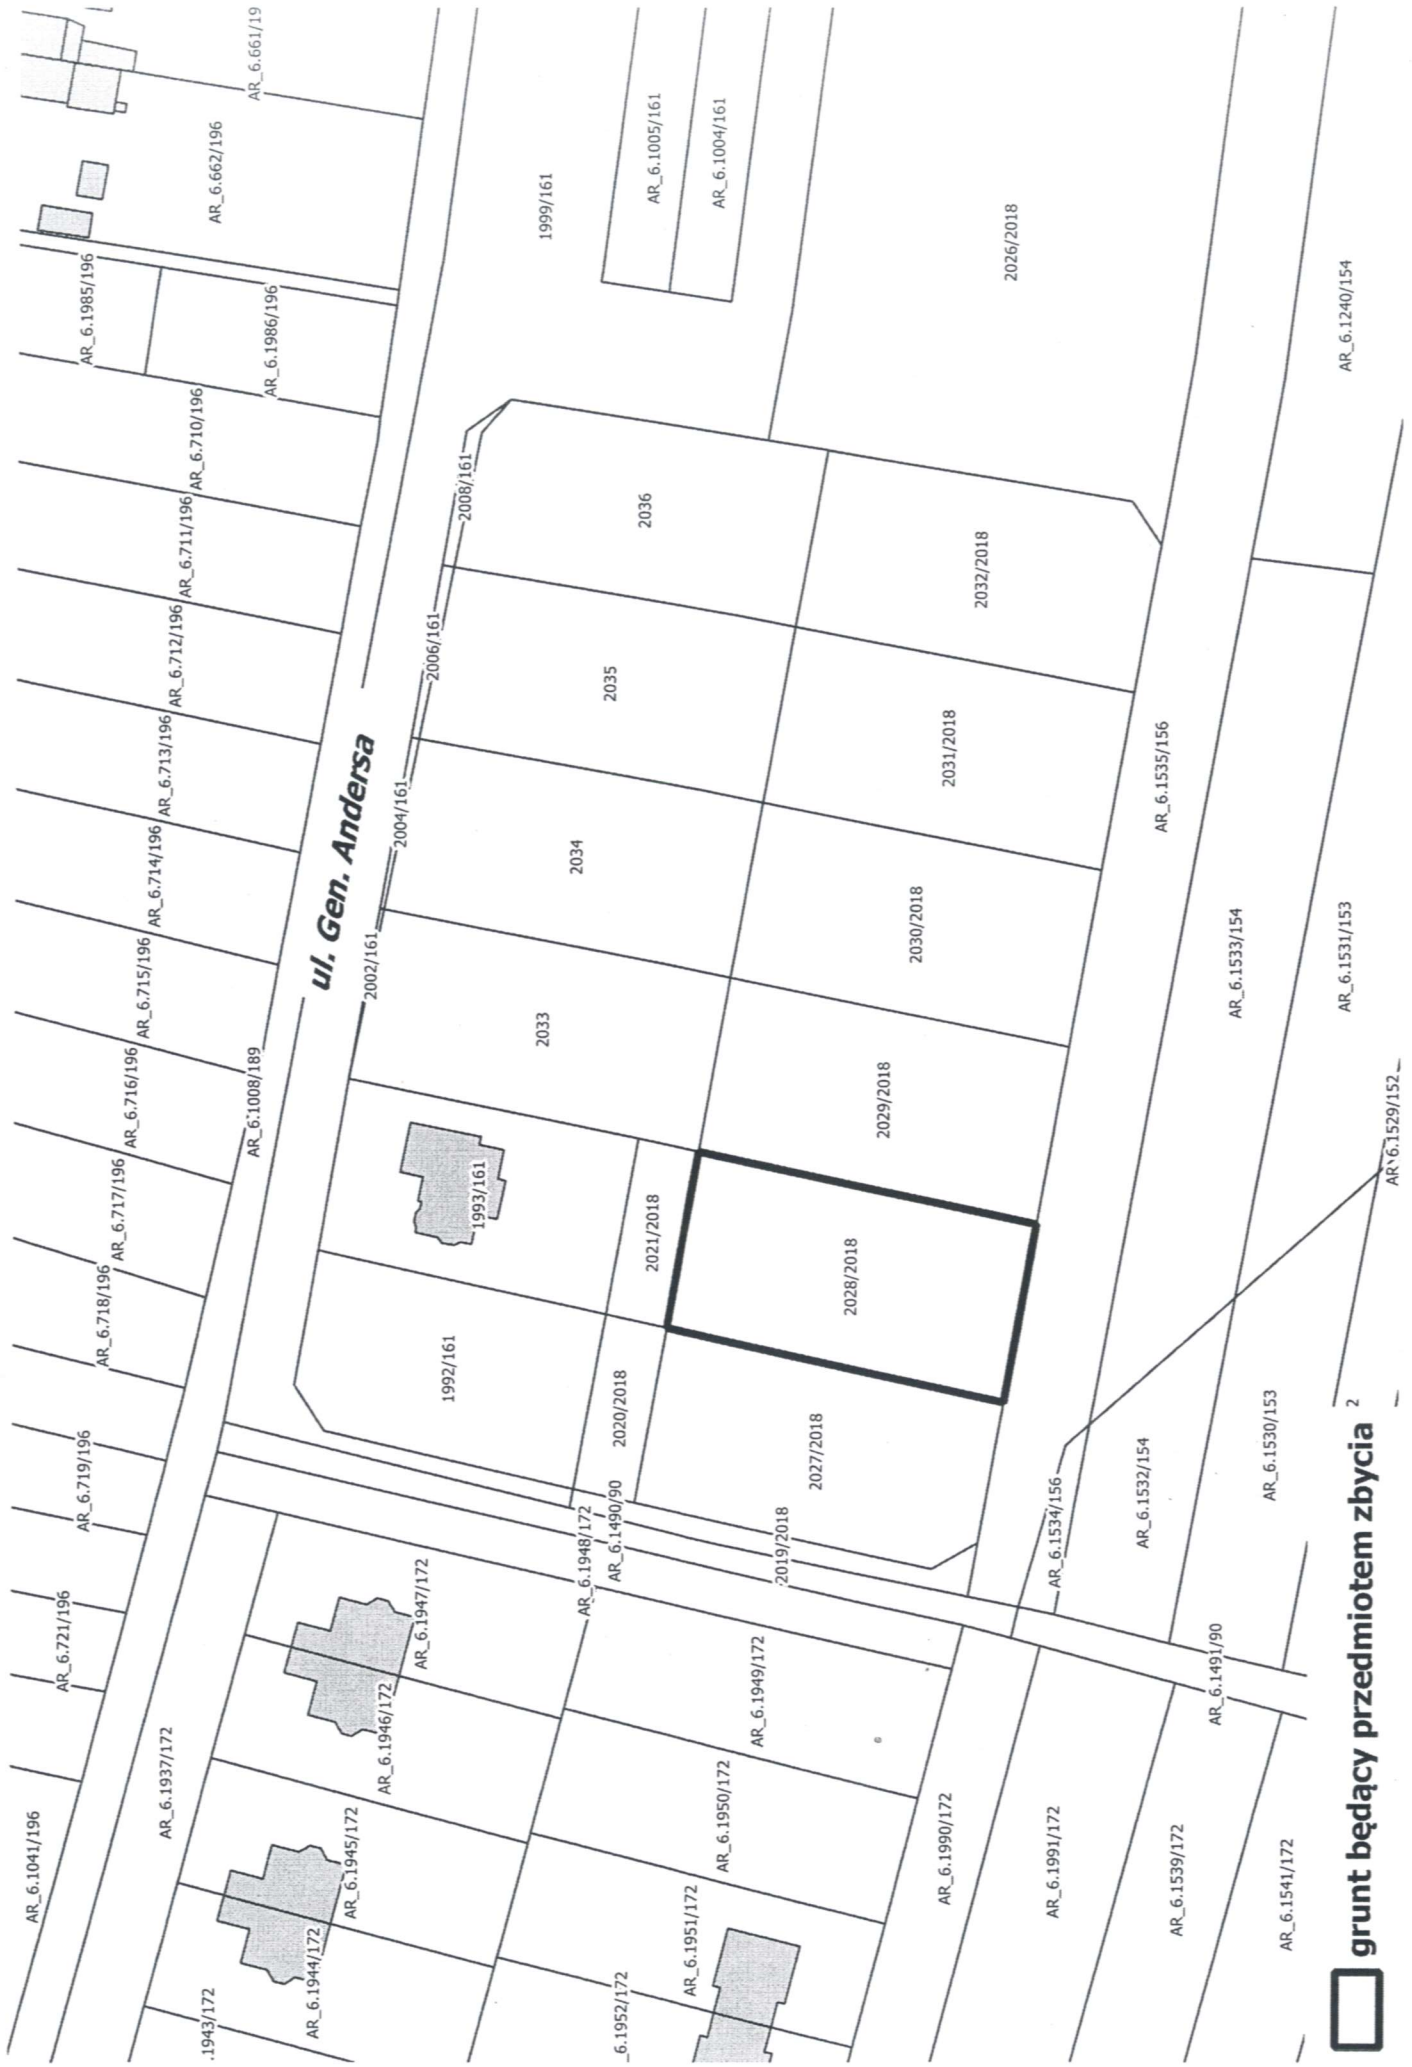 AR_6.661/19
AR_6.662/196
AR_6.1985/196
AR_6.1986/196
AR_6.710/196
AR_6.711/196
AR_6.712/196
AR_6.713/196
AR_6.714/196
AR_6.715/196
AR_6.716/196
AR_6.717/196
AR_6.718/196
AR_6.719/196
AR_6.721/196
AR_6.1041/196
AR_6.1008/189
AR_6.1937/172
ul. Gen. Andersa
1999/161
AR_6.1005/161
AR_6.1004/161
2026/2018
AR_6.1240/154
2008/161
2006/161
2004/161
2002/161
2036
2035
2034
2033
1993/161
1992/161
2021/2018
2020/2018
2032/2018
2031/2018
2030/2018
2029/2018
2028/2018
2027/2018
2019/2018
AR_6.1490/90
AR_6.1948/172
AR_6.1535/156
AR_6.1533/154
AR_6.1531/153
AR_6.1529/152
AR_6.1534/156
AR_6.1532/154
AR_6.1530/153
AR_6.1491/90
AR_6.1947/172
AR_6.1946/172
AR_6.1945/172
AR_6.1944/172
.1943/172
AR_6.1949/172
AR_6.1950/172
AR_6.1951/172
_6.1952/172
AR_6.1990/172
AR_6.1991/172
AR_6.1539/172
AR_6.1541/172
grunt będący przedmiotem zbycia
2